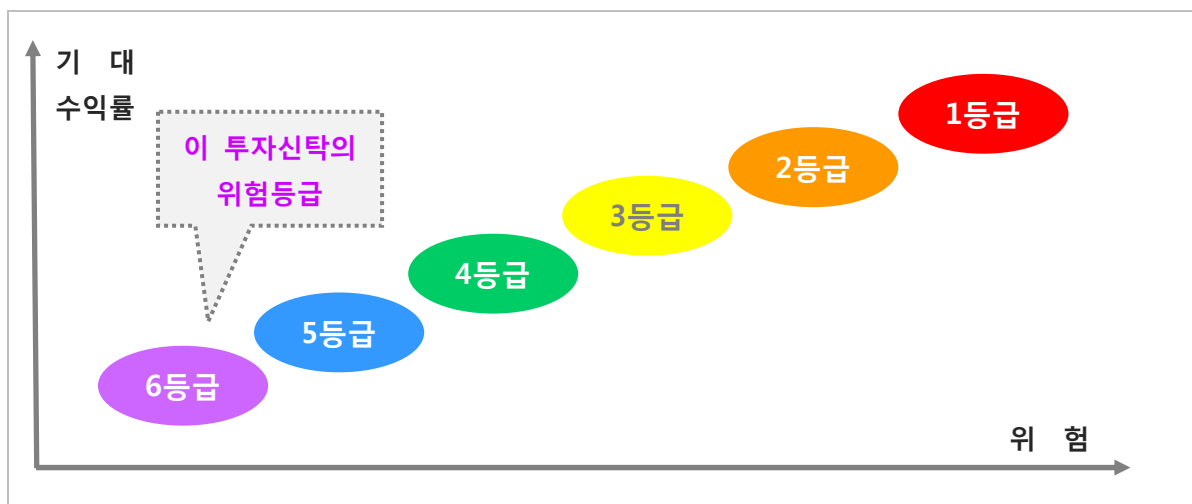 기 대
수익률
이 투자신탁의
위험등급
1등급
2등급
3등급
4등급
5등급
6등급
위 험